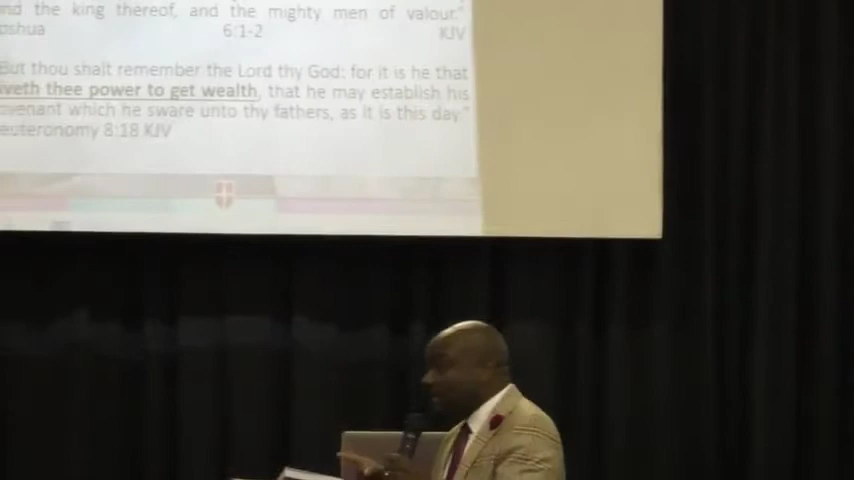 nd the king thereof, and the mighty men of valour."
oshua 6:1-2 KJV
But thou shalt remember the Lord thy God: for it is he that
iveth thee power to get wealth, that he may establish his
ovenant which he sware unto thy fathers, as it is this day"
euteronomy 8:18 KJV